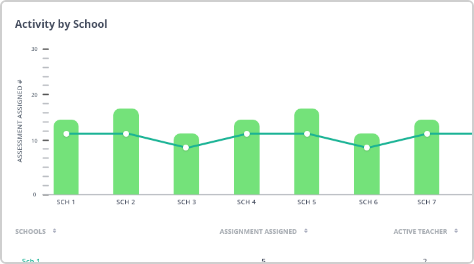 Activity by School
30
20
ASSESSMENT ASSIGNED #
10
0
SCH 1 SCH 2 SCH 3 SCH 4 SCH 5 SCH 6 SCH 7
SCHOOLS ASSIGNMENT ASSIGNED ACTIVE TEACHER
Sch 1 5 2